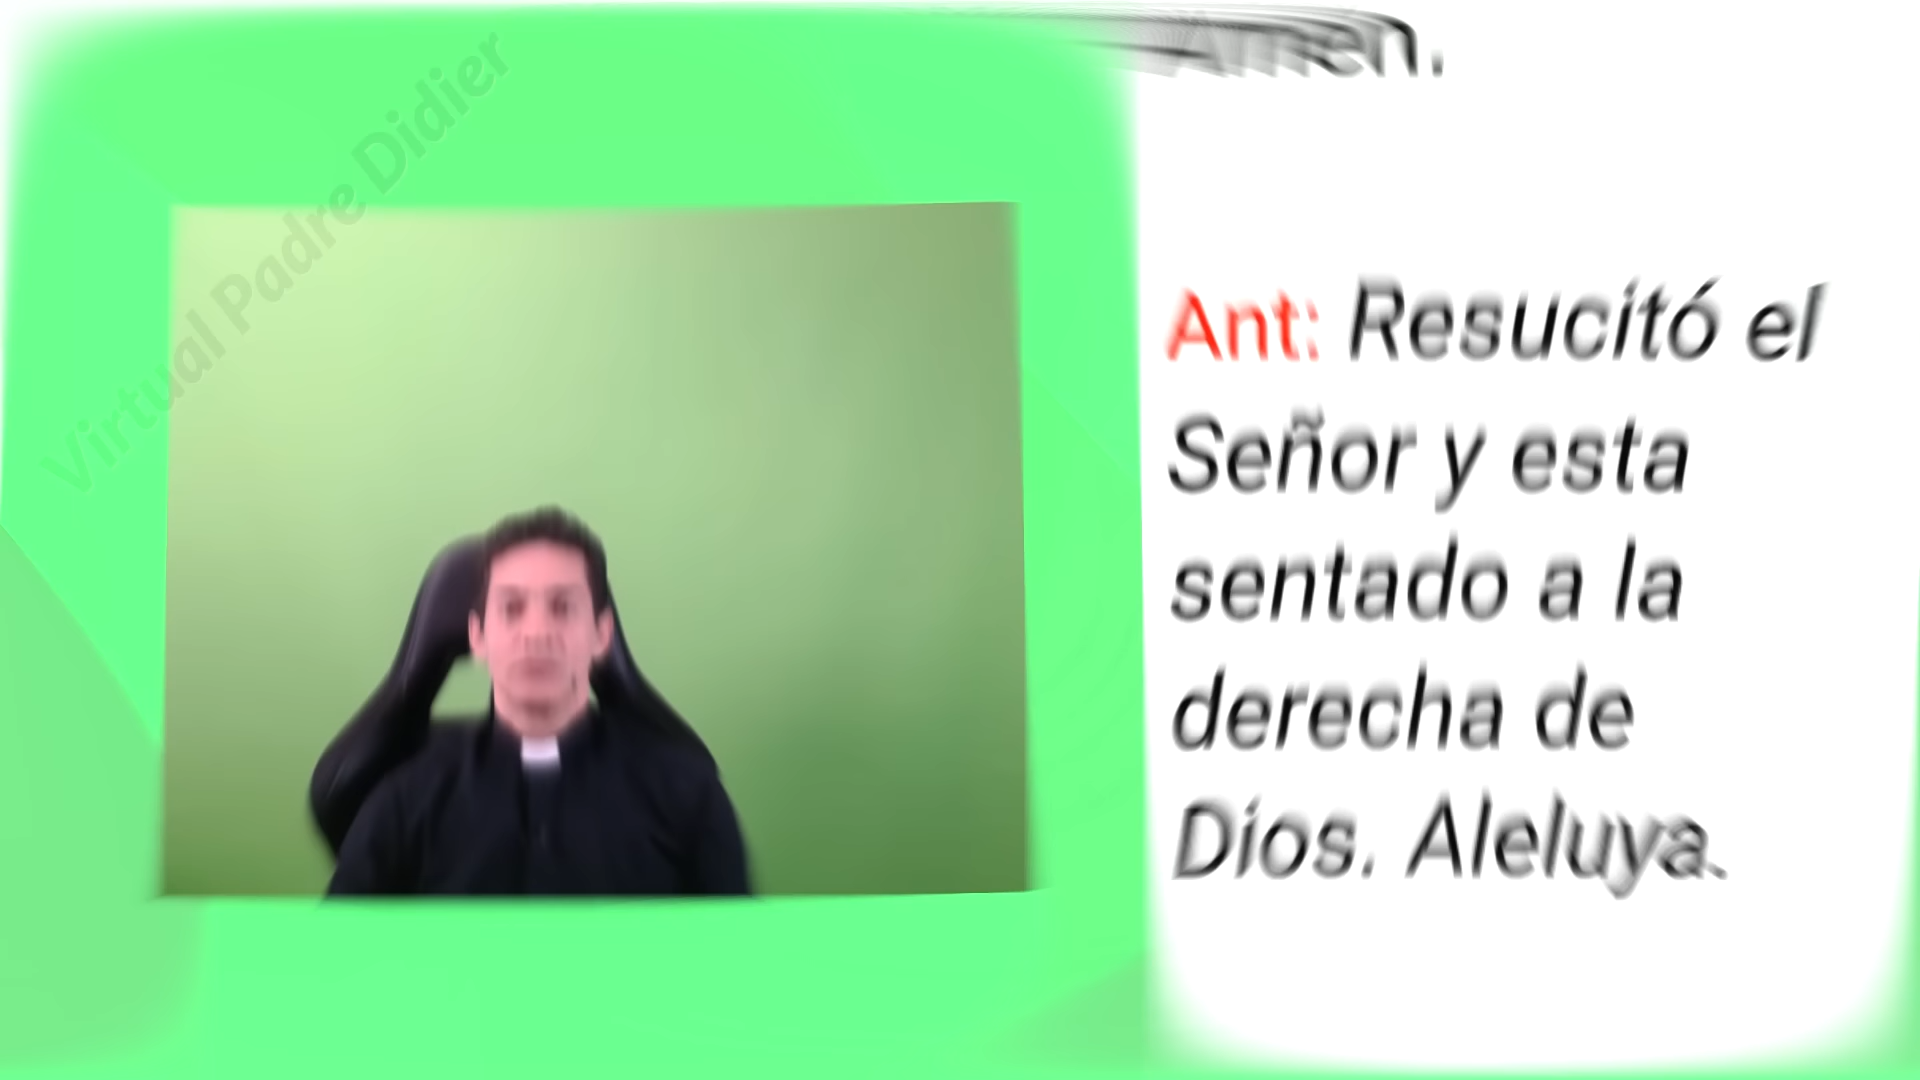 Virtual Padre Didier
Amén.
Ant: Resucitó el
Señor y esta
sentado a la
derecha de
Dios. Aleluya.